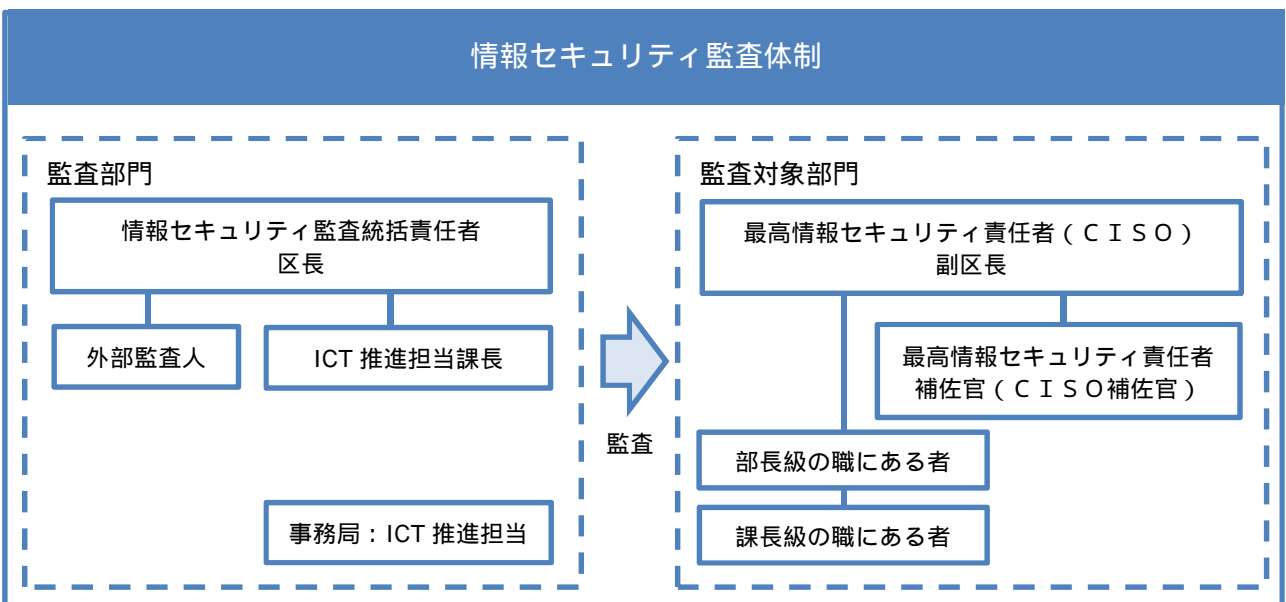 情報セキュリティ監査体制
監査部門
情報セキュリティ監査統括責任者
区長
外部監査人
ICT 推進担当課長
事務局：ICT 推進担当
監査
監査対象部門
最高情報セキュリティ責任者（ＣＩＳＯ）
副区長
最高情報セキュリティ責任者
補佐官（ＣＩＳＯ補佐官）
部長級の職にある者
課長級の職にある者